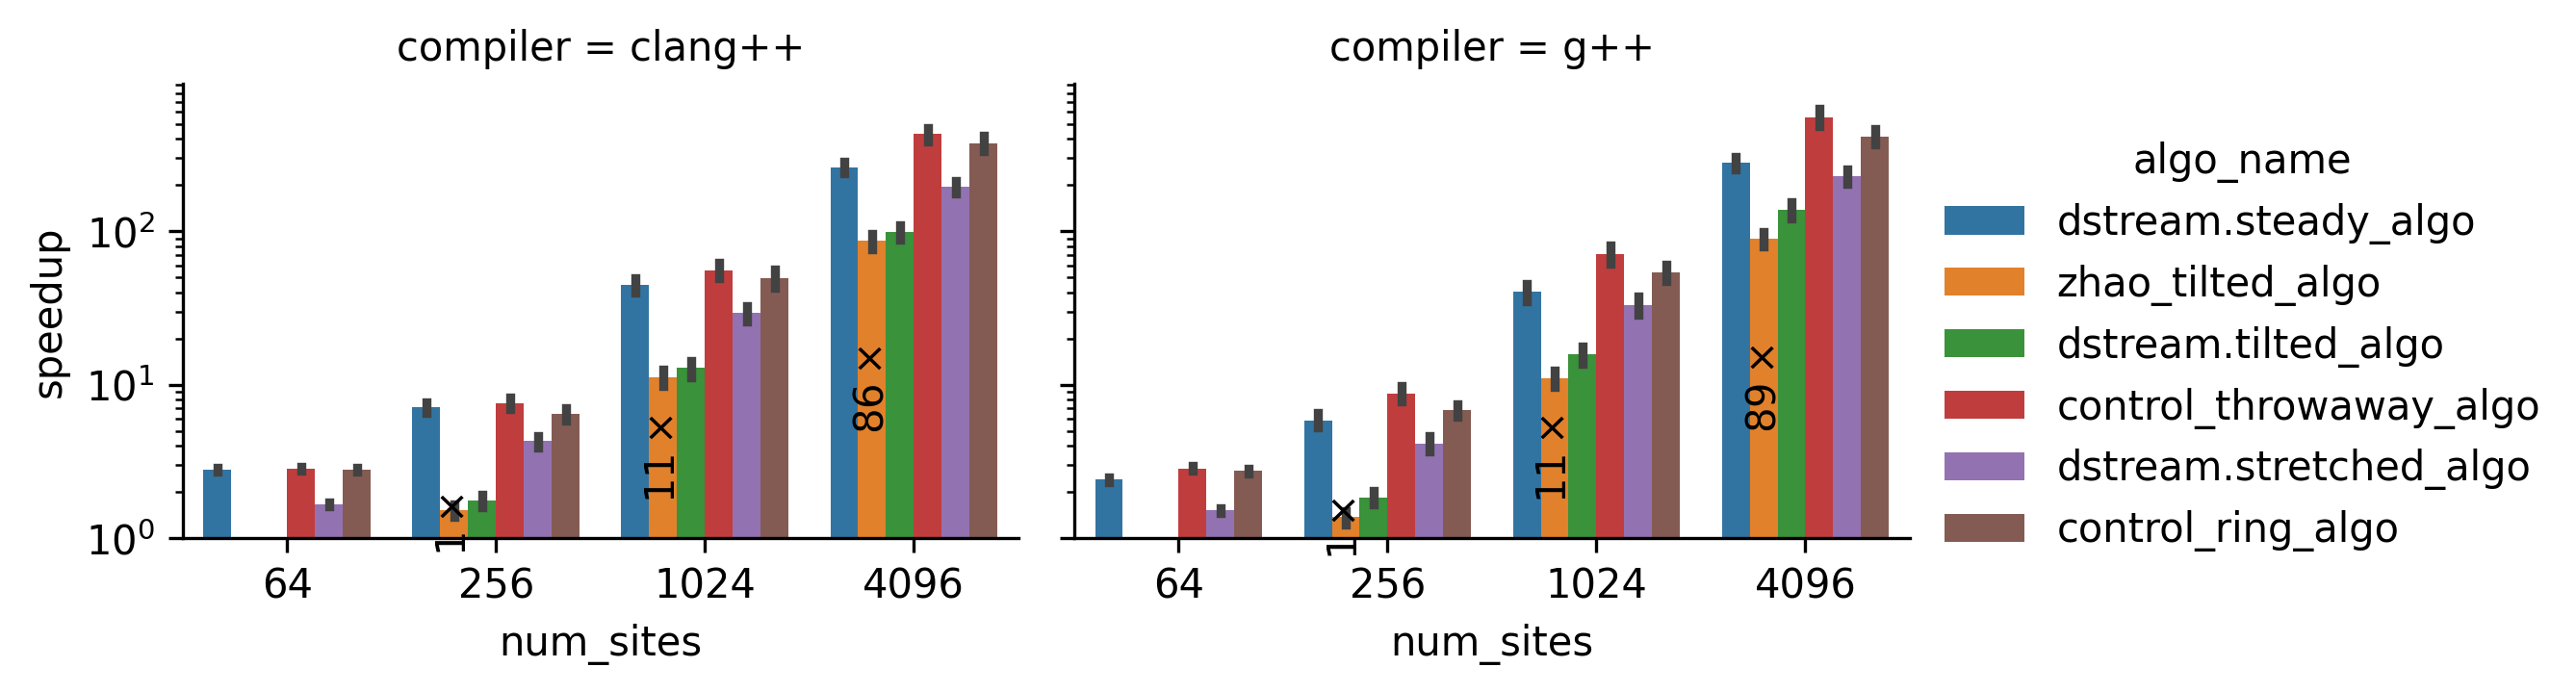 compiler = clang++
compiler = g++
speedup
10²
10¹
10⁰
1 ×
11 ×
86 ×
64
256
1024
4096
num_sites
1 ×
11 ×
89 ×
64
256
1024
4096
num_sites
algo_name
dstream.steady_algo
zhao_tilted_algo
dstream.tilted_algo
control_throwaway_algo
dstream.stretched_algo
control_ring_algo